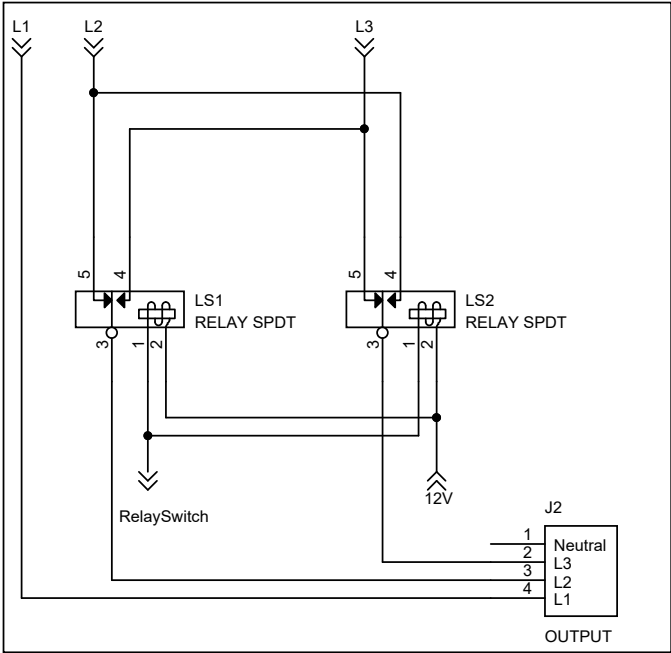 L1 L2 L3
5 4 5 4
LS1 LS2
RELAY SPDT RELAY SPDT
3 1 2 3 1 2
RelaySwitch
12V
J2
1 Neutral
2 L3
3 L2
4 L1
OUTPUT